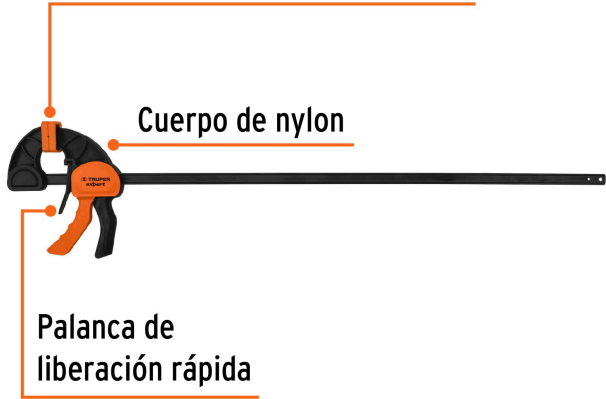 Cuerpo de nylon
TRUPER
expert
Palanca de
liberación rápida